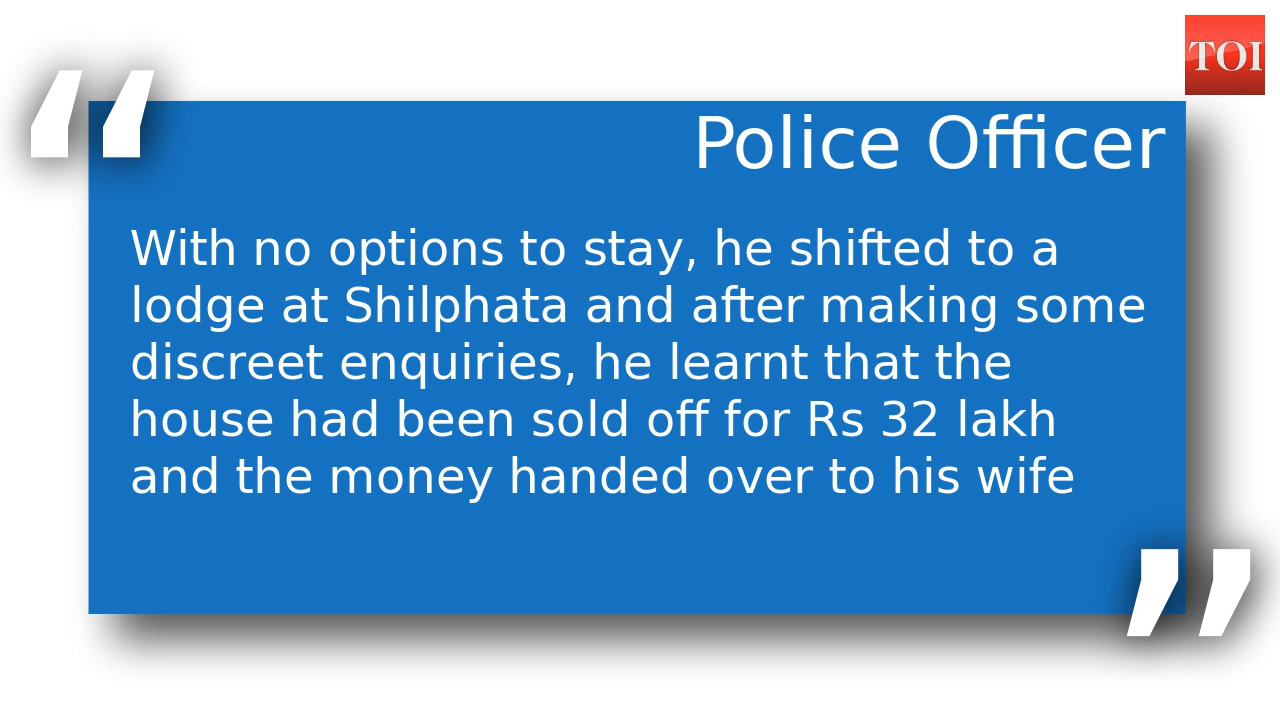 TOI
“
Police Officer
With no options to stay, he shifted to a
lodge at Shilphata and after making some
discreet enquiries, he learnt that the
house had been sold off for Rs 32 lakh
and the money handed over to his wife
”